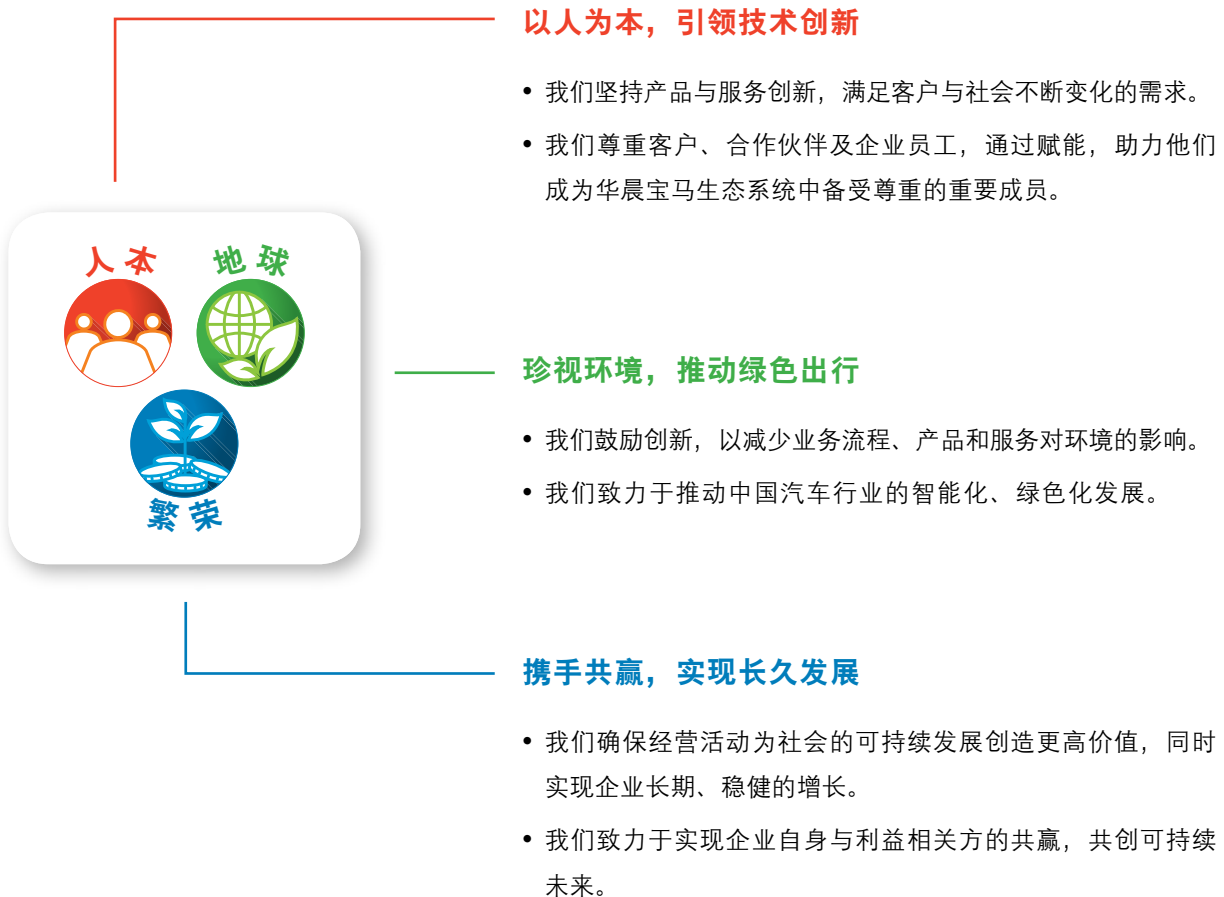 以人为本，引领技术创新
• 我们坚持产品与服务创新，满足客户与社会不断变化的需求。
• 我们尊重客户、合作伙伴及企业员工，通过赋能，助力他们
成为华晨宝马生态系统中备受尊重的重要成员。
人本
地球
繁荣
珍视环境，推动绿色出行
• 我们鼓励创新，以减少业务流程、产品和服务对环境的影响。
• 我们致力于推动中国汽车行业的智能化、绿色化发展。
携手共赢，实现长久发展
• 我们确保经营活动为社会的可持续发展创造更高价值，同时
实现企业长期、稳健的增长。
• 我们致力于实现企业自身与利益相关方的共赢，共创可持续
未来。